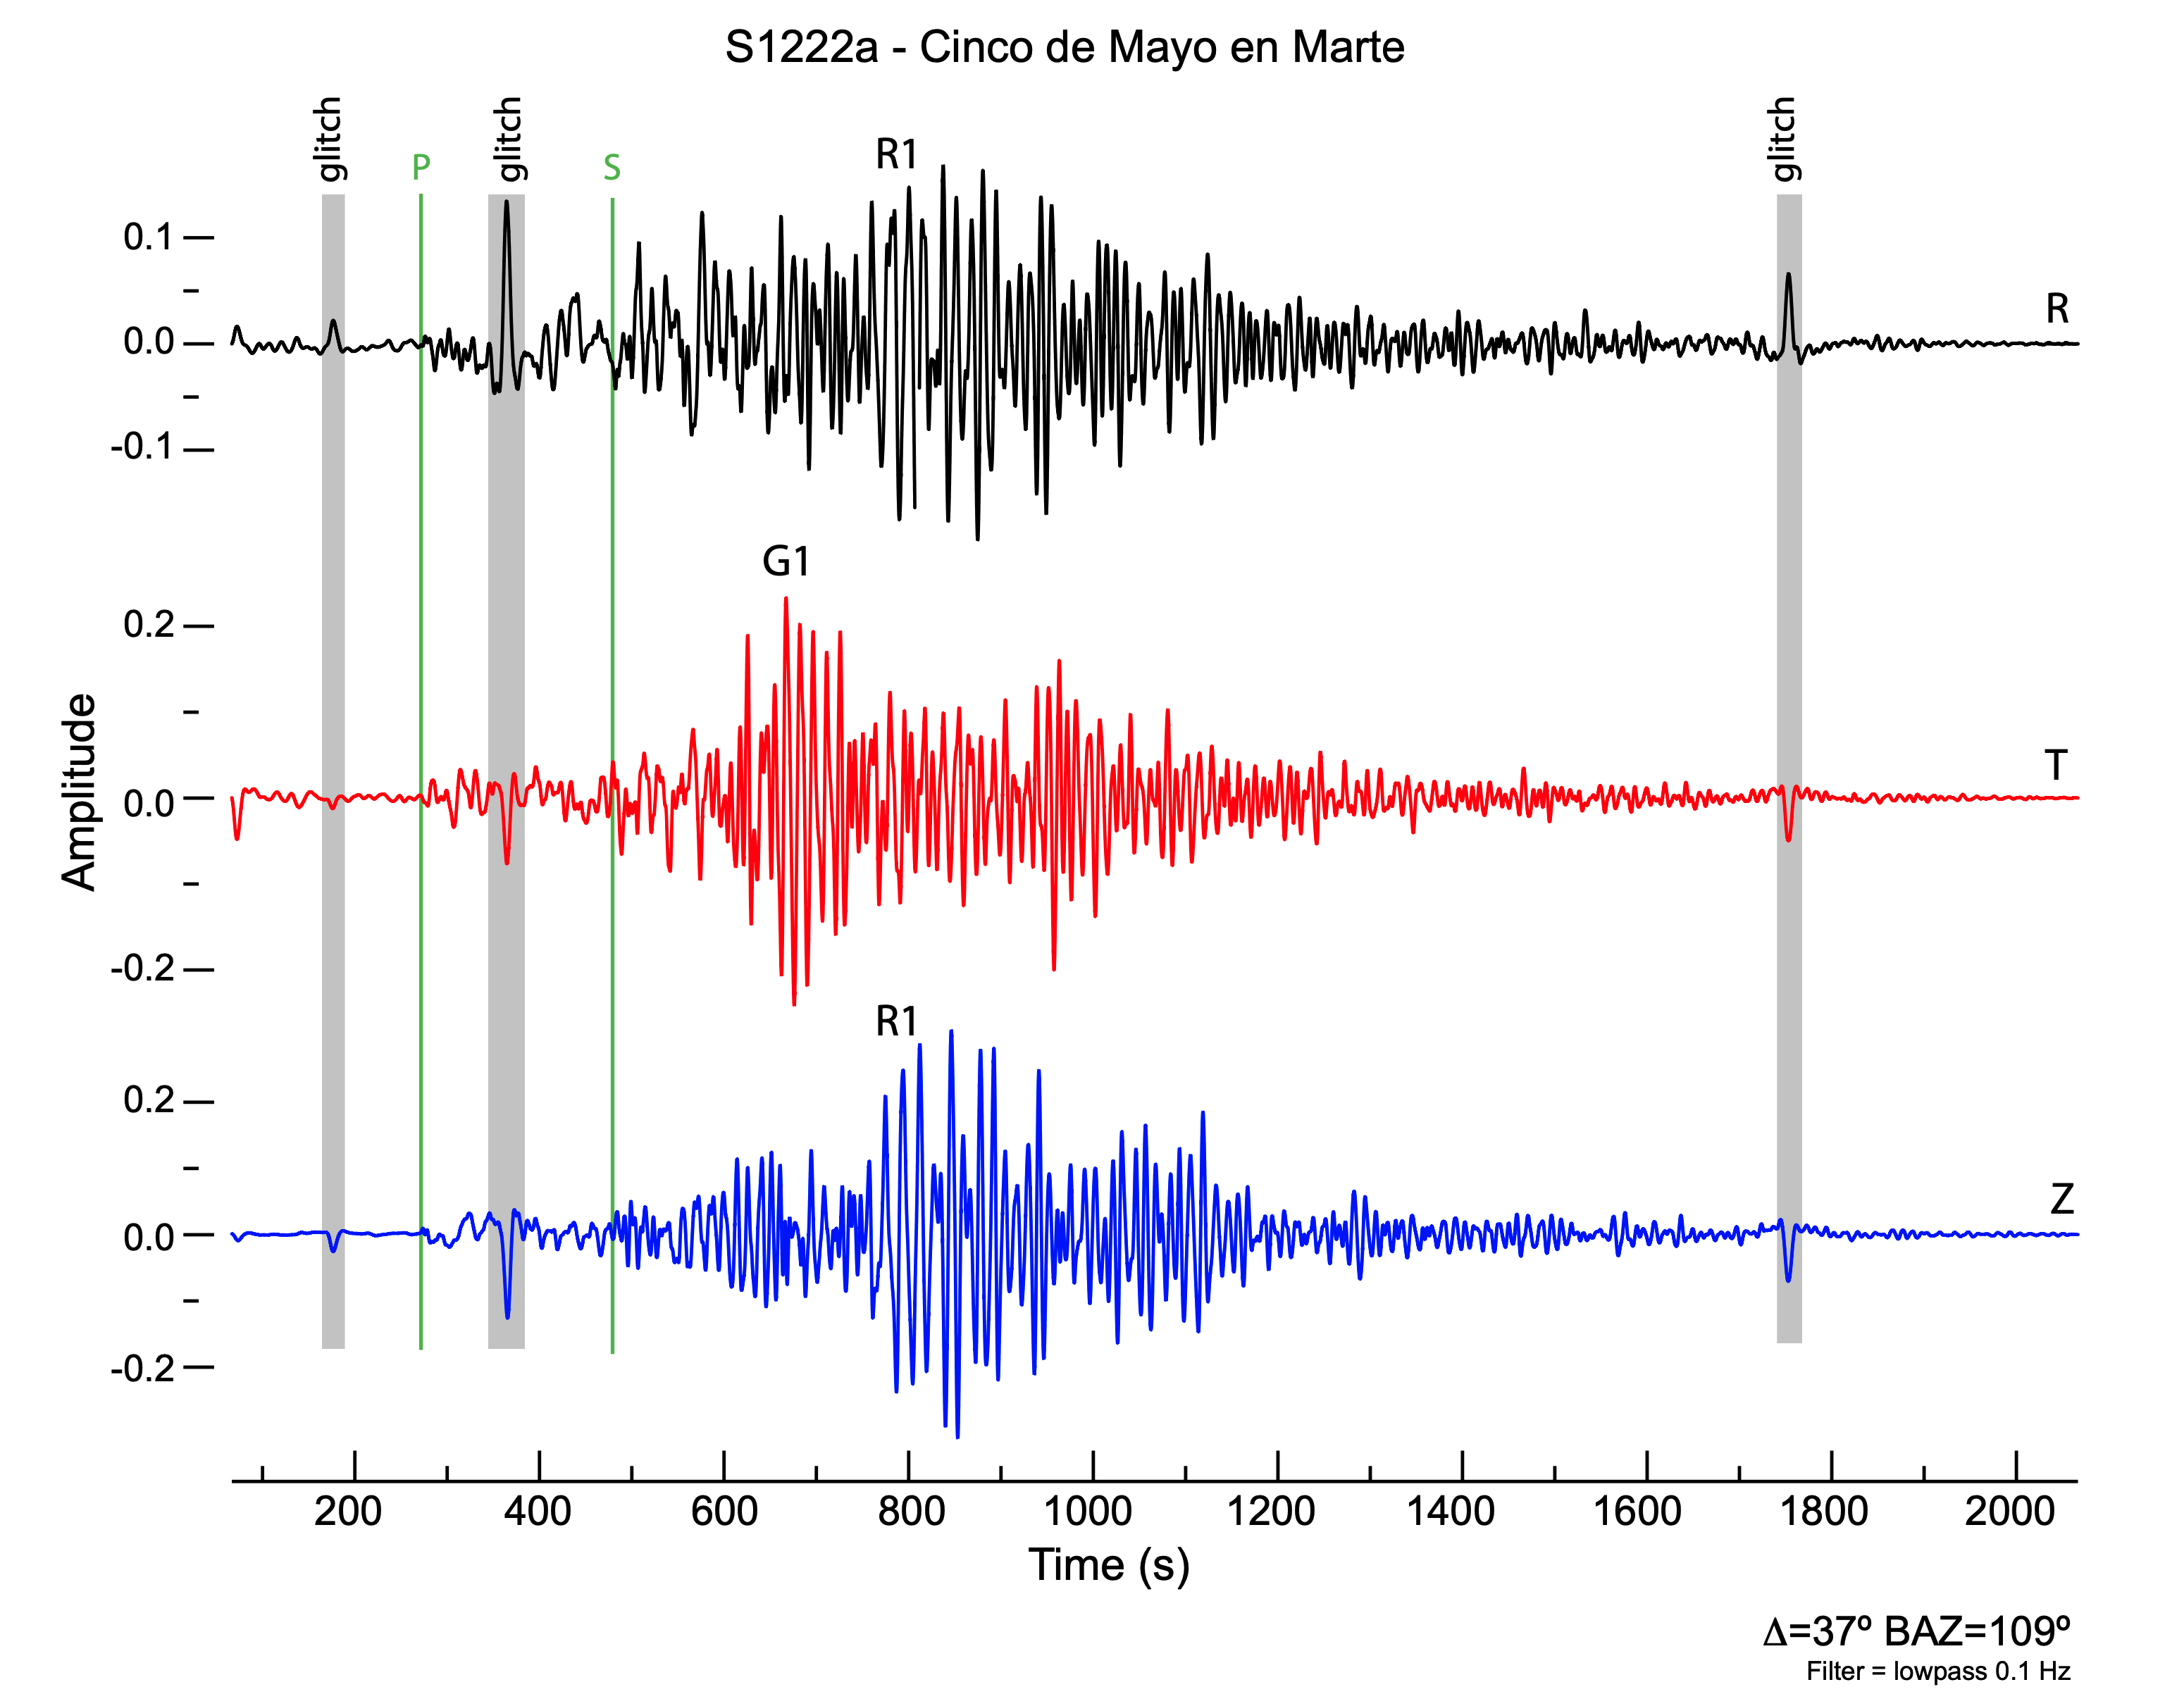 S1222a - Cinco de Mayo en Marte
glitch
P
glitch
S
R1
glitch
0.1
0.0
-0.1
R
G1
0.2
0.0
-0.2
T
Amplitude
R1
0.2
0.0
-0.2
Z
200 400 600 800 1000 1200 1400 1600 1800 2000
Time (s)
Δ=37º BAZ=109º
Filter = lowpass 0.1 Hz